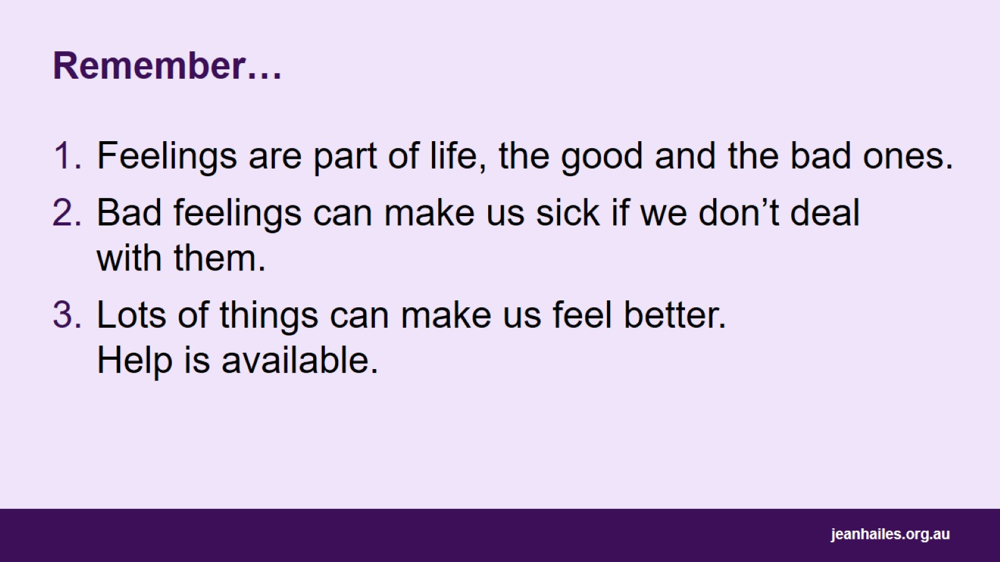 Remember…
1. Feelings are part of life, the good and the bad ones.
2. Bad feelings can make us sick if we don’t deal
with them.
3. Lots of things can make us feel better.
Help is available.
jeanhailes.org.au